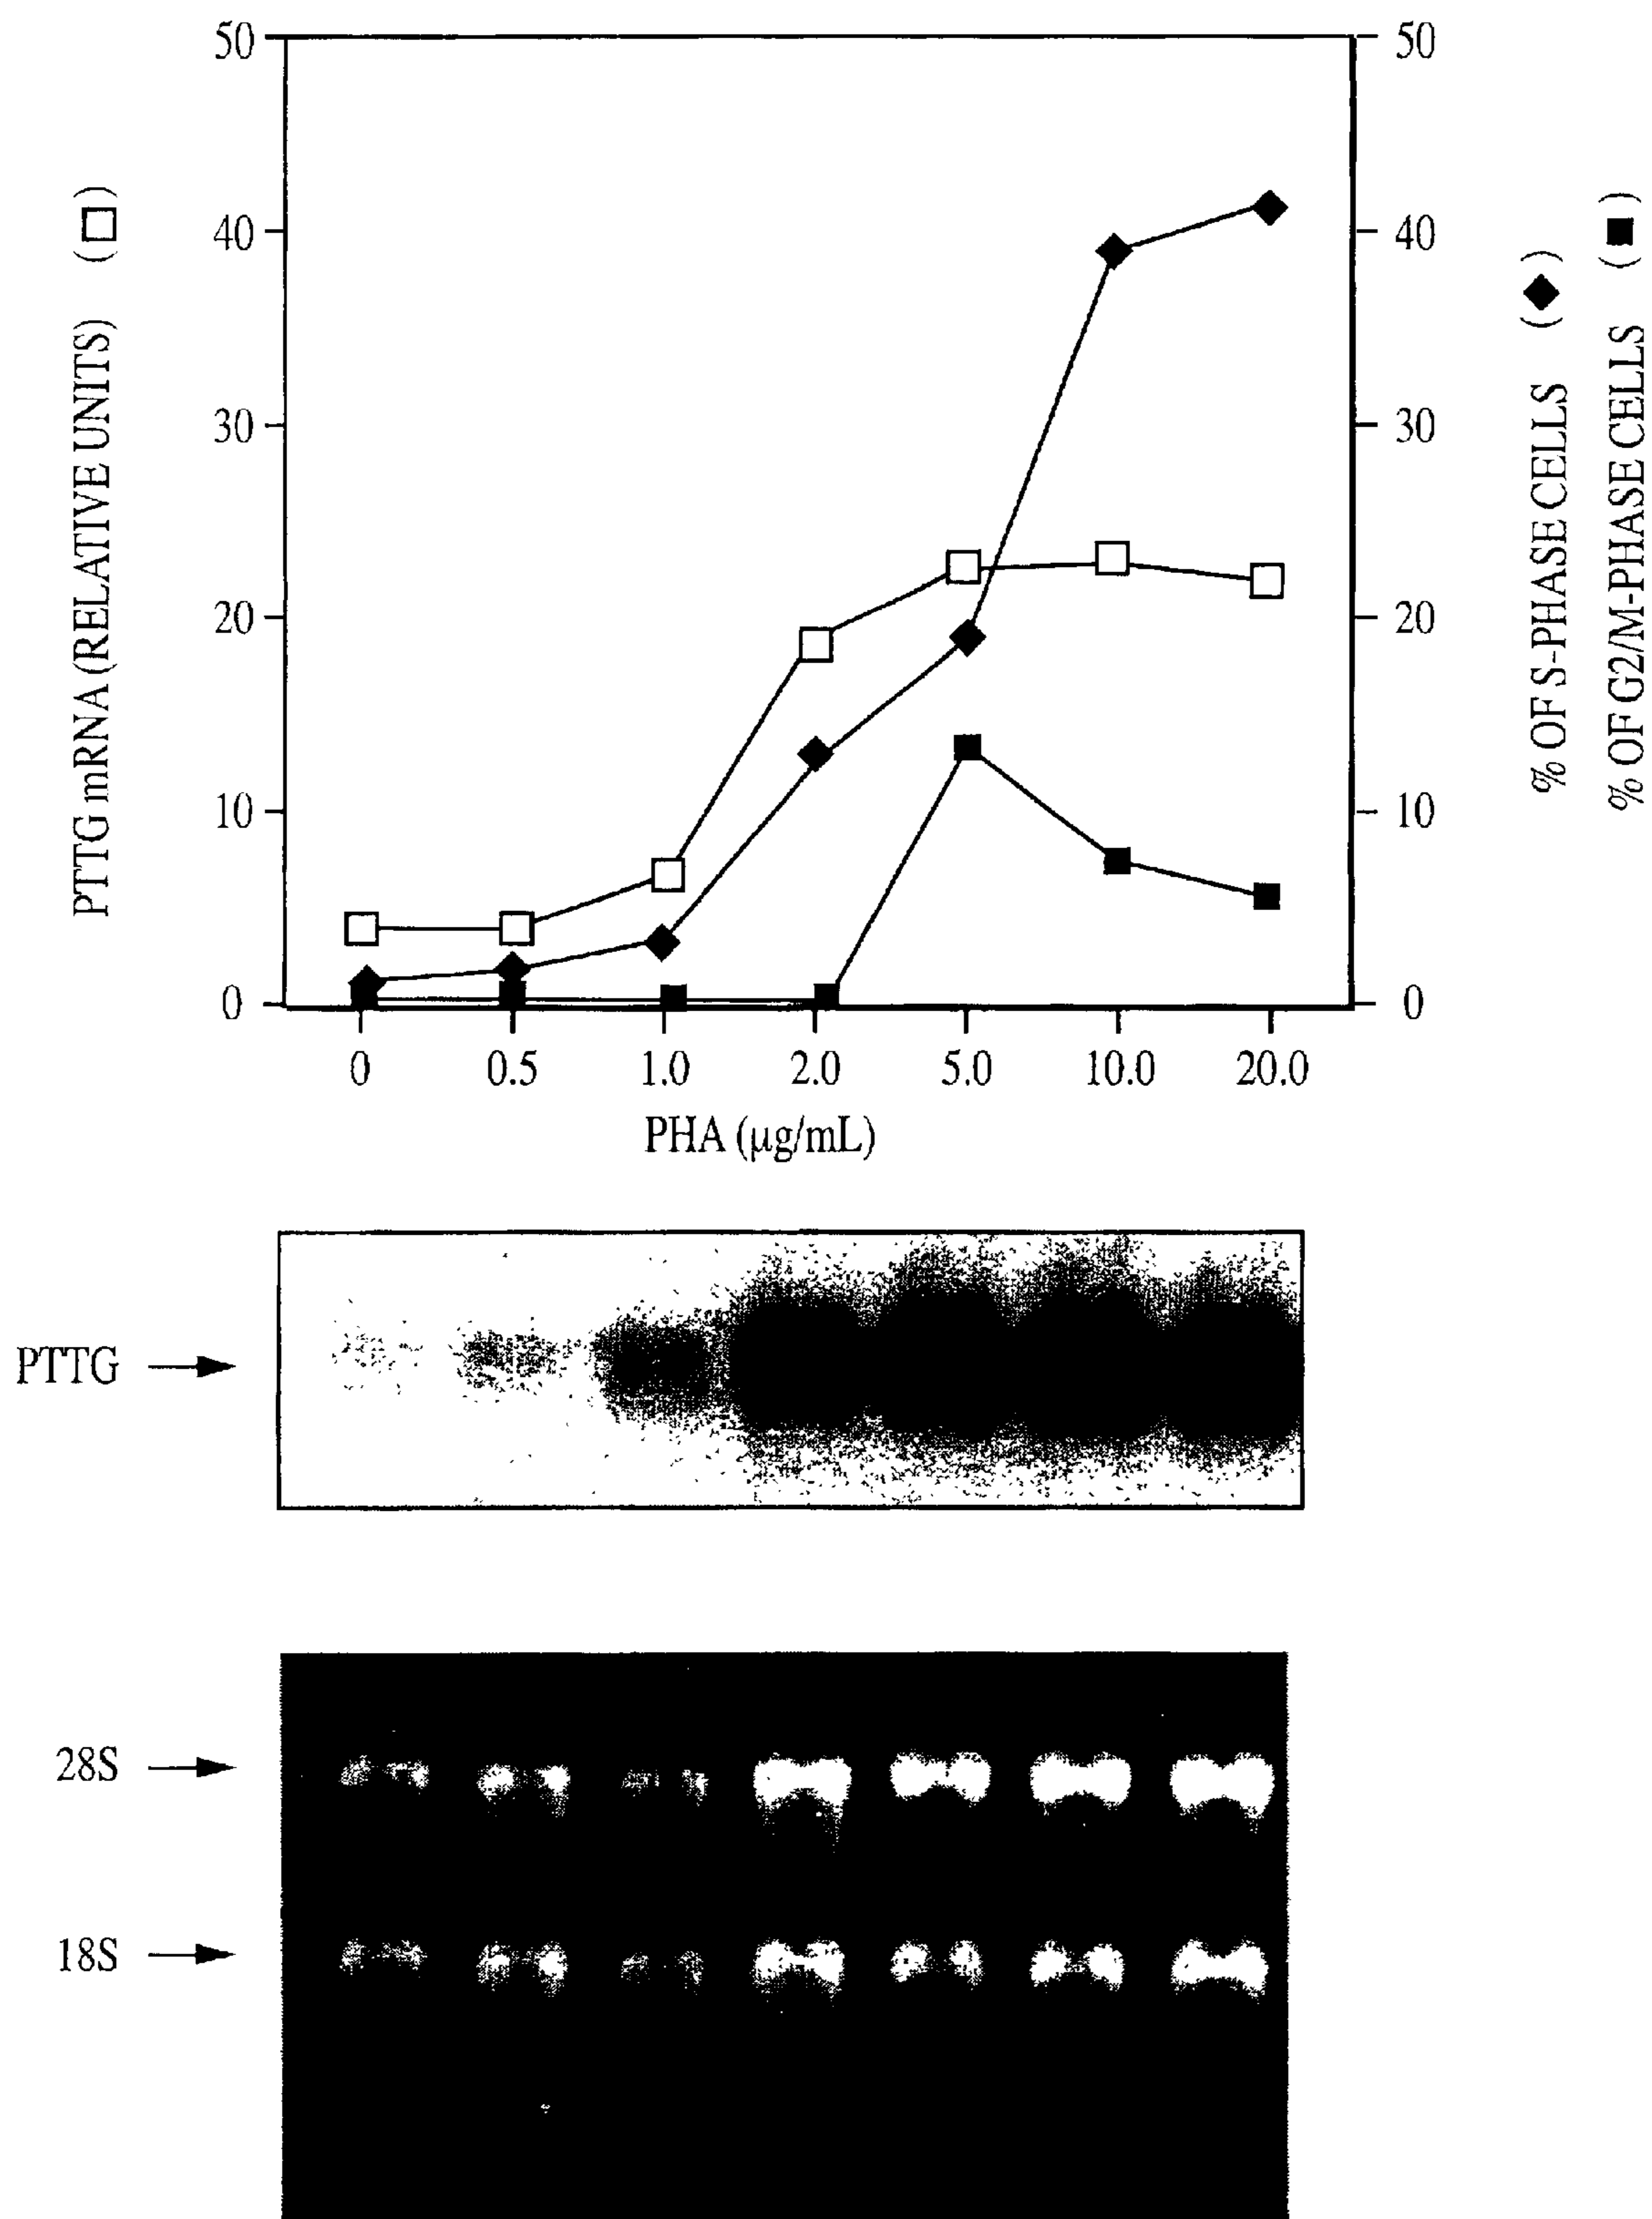 50
40
30
20
10
0
50
40
30
20
10
0
PTTG mRNA (RELATIVE UNITS) (□)
% OF S-PHASE CELLS (◆)
% OF G2/M-PHASE CELLS (■)
0 0.5 1.0 2.0 5.0 10.0 20.0
PHA (µg/mL)
PTTG
28S
18S